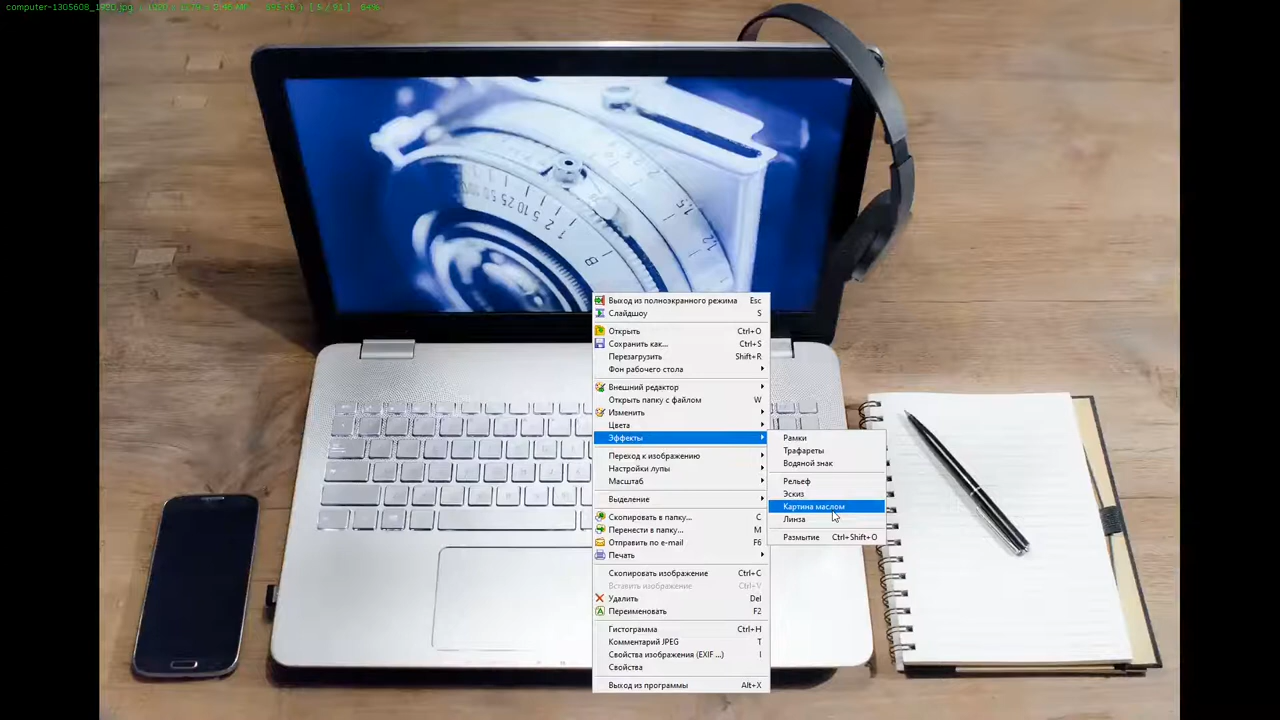 computer-1305608_1920.jpg
Выход из полноэкранного режима Esc
Слайдшоу S
Открыть Ctrl+O
Сохранить как... Ctrl+S
Перезагрузить Shift+R
Фон рабочего стола
Внешний редактор
Открыть папку с файлом W
Изменить
Цвета
Эффекты
Переход к изображению
Настройки лупы
Масштаб
Выделение
Скопировать в папку... C
Перенести в папку... M
Отправить по e-mail F6
Печать
Скопировать изображение Ctrl+C
Вставить изображение Ctrl+V
Удалить Del
Переименовать F2
Гистограмма Ctrl+H
Комментарий JPEG T
Свойства изображения (EXIF ...) I
Свойства
Выход из программы Alt+X
Рамки
Трафареты
Водяной знак
Рельеф
Эскиз
Картина маслом
Линза
Размытие Ctrl+Shift+O